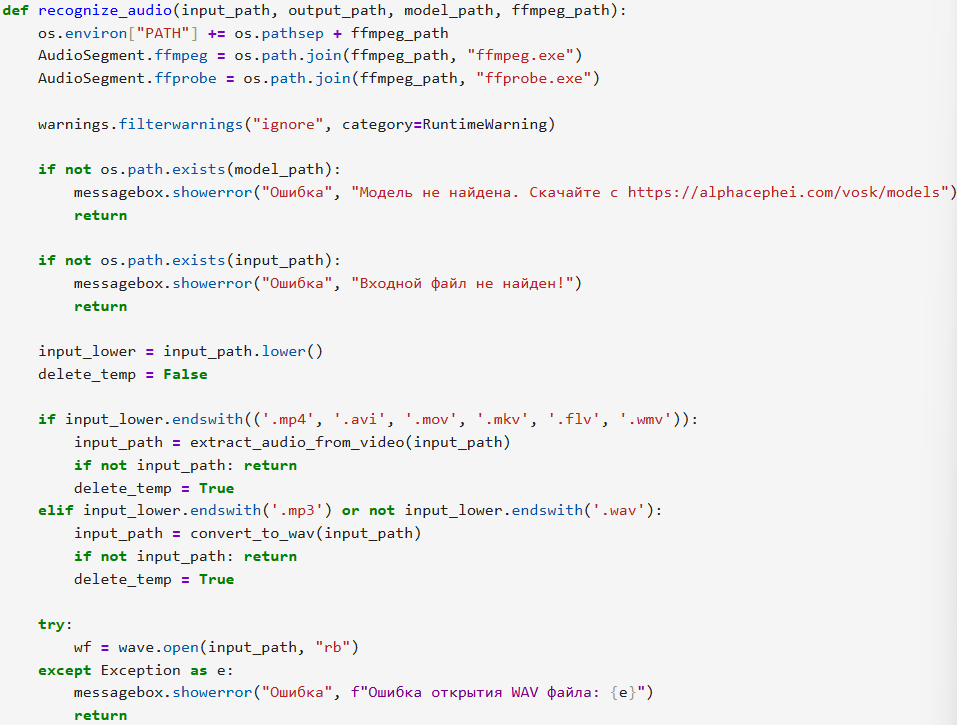 def recognize_audio(input_path, output_path, model_path, ffmpeg_path):
    os.environ["PATH"] += os.pathsep + ffmpeg_path
    AudioSegment.ffmpeg = os.path.join(ffmpeg_path, "ffmpeg.exe")
    AudioSegment.ffprobe = os.path.join(ffmpeg_path, "ffprobe.exe")

    warnings.filterwarnings("ignore", category=RuntimeWarning)

    if not os.path.exists(model_path):
        messagebox.showerror("Ошибка", "Модель не найдена. Скачайте с https://alphacephei.com/vosk/models")
        return

    if not os.path.exists(input_path):
        messagebox.showerror("Ошибка", "Входной файл не найден!")
        return

    input_lower = input_path.lower()
    delete_temp = False

    if input_lower.endswith(('.mp4', '.avi', '.mov', '.mkv', '.flv', '.wmv')):
        input_path = extract_audio_from_video(input_path)
        if not input_path: return
        delete_temp = True
    elif input_lower.endswith('.mp3') or not input_lower.endswith('.wav'):
        input_path = convert_to_wav(input_path)
        if not input_path: return
        delete_temp = True

    try:
        wf = wave.open(input_path, "rb")
    except Exception as e:
        messagebox.showerror("Ошибка", f"Ошибка открытия WAV файла: {e}")
        return